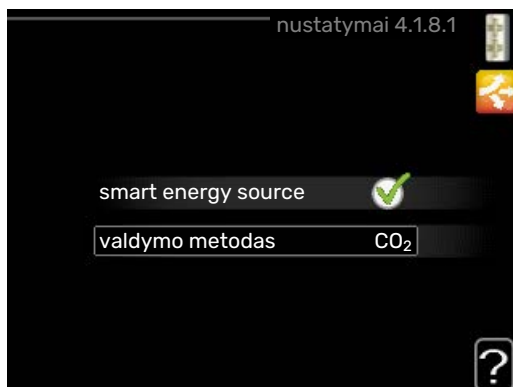 nustatymai 4.1.8.1
smart energy source
valdymo metodas CO₂
?